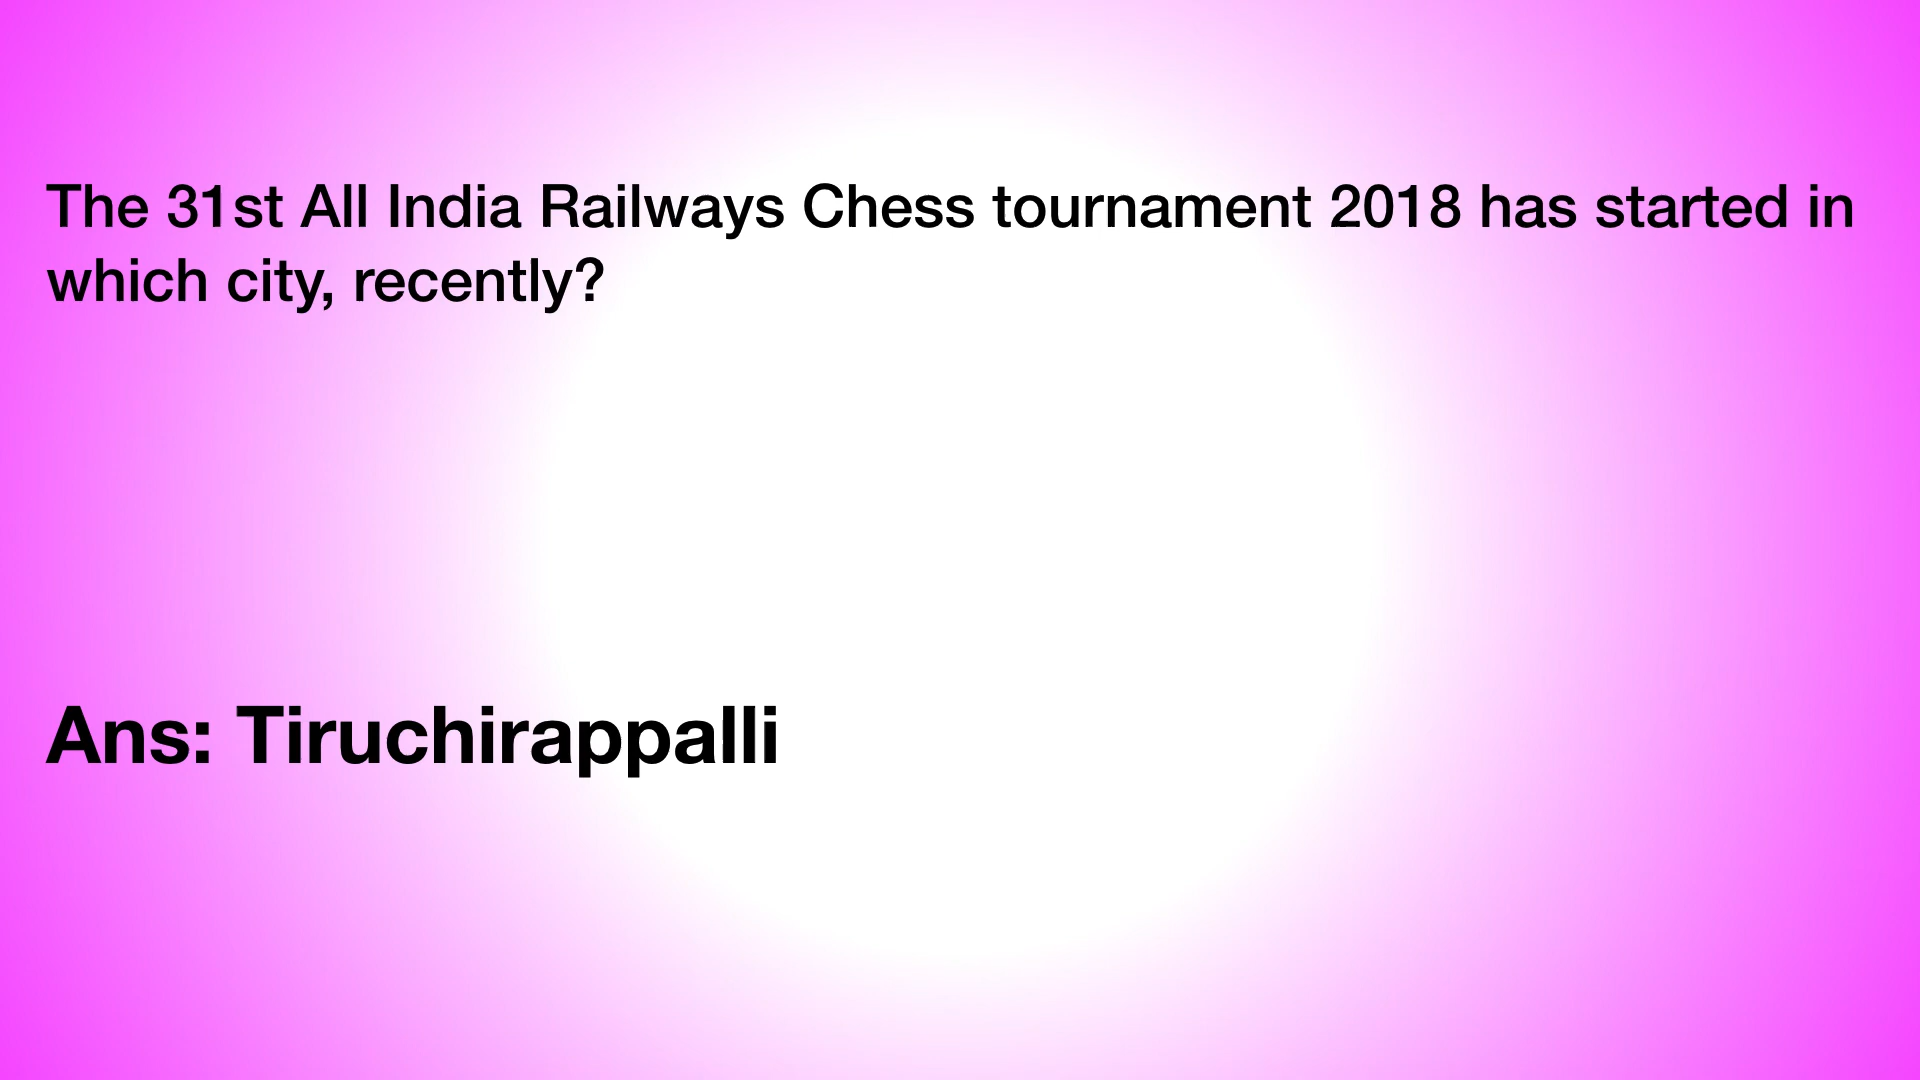 The 31st All India Railways Chess tournament 2018 has started in
which city, recently?
Ans: Tiruchirappalli